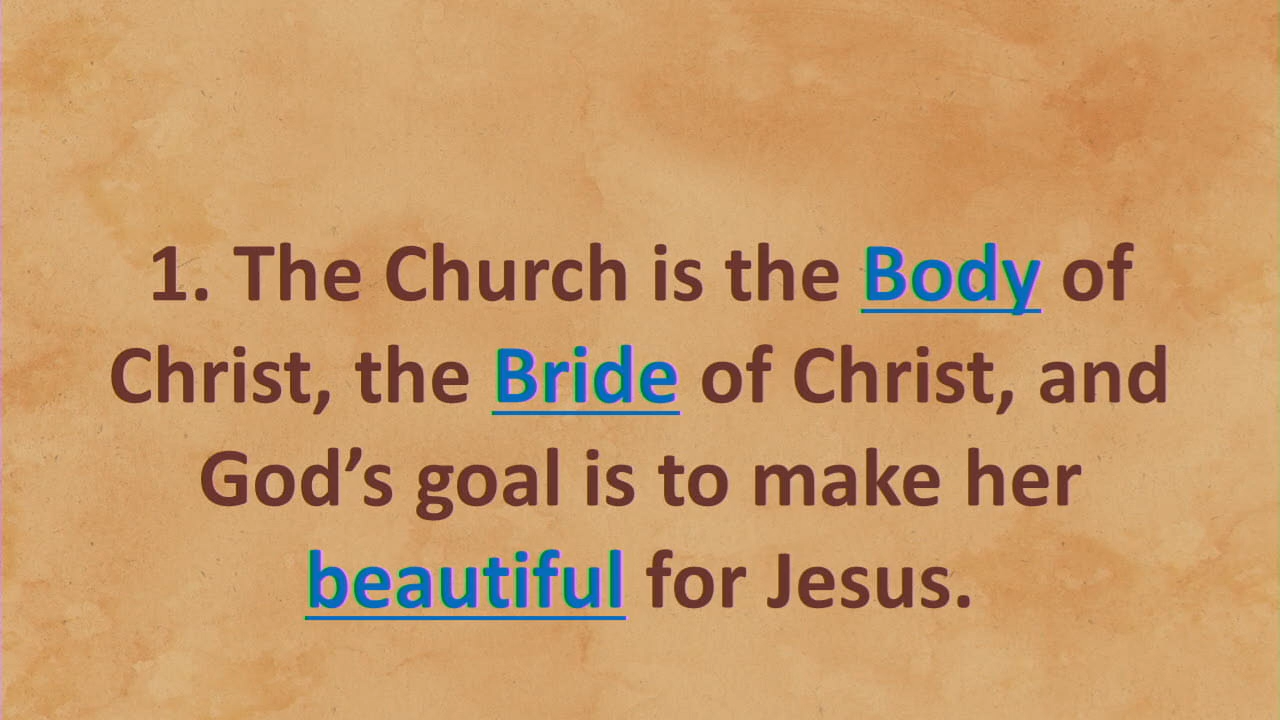 1. The Church is the Body of
Christ, the Bride of Christ, and
God’s goal is to make her
beautiful for Jesus.